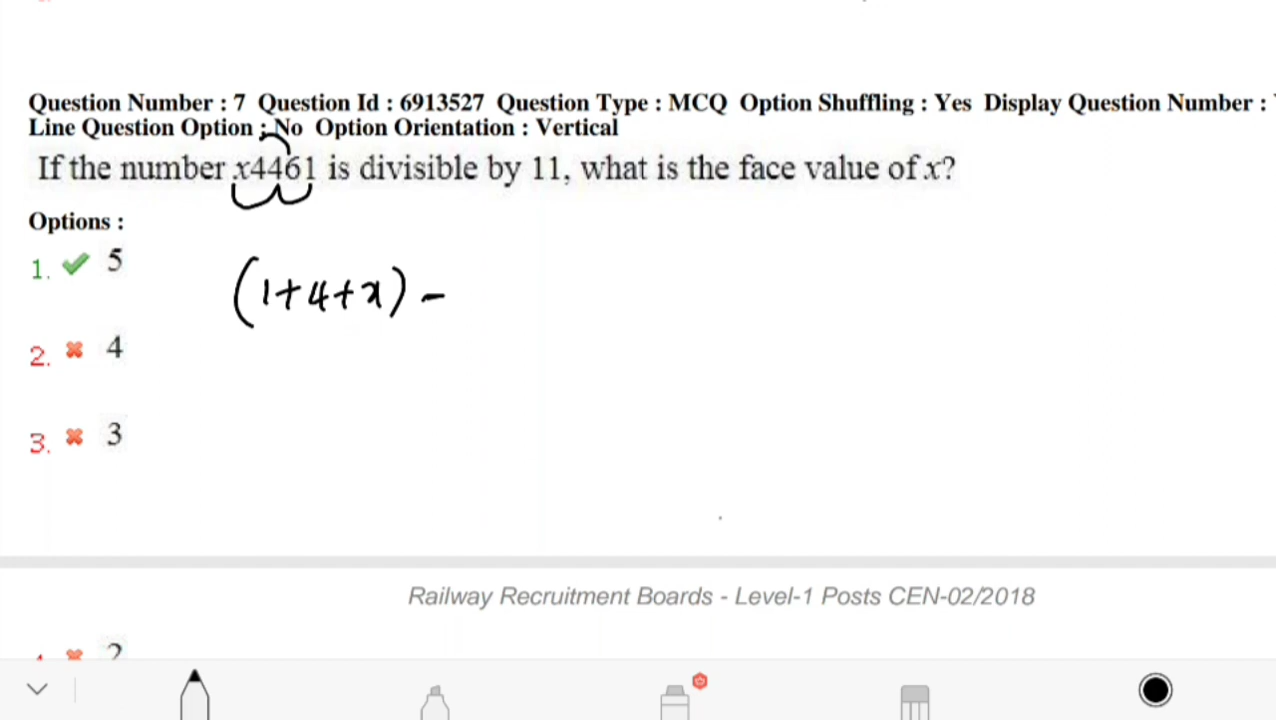 Question Number : 7 Question Id : 6913527 Question Type : MCQ Option Shuffling : Yes Display Question Number :
Line Question Option : No Option Orientation : Vertical
If the number x4461 is divisible by 11, what is the face value of x?
Options :
1. 5
(1+4+x) -
2. 4
3. 3
Railway Recruitment Boards - Level-1 Posts CEN-02/2018